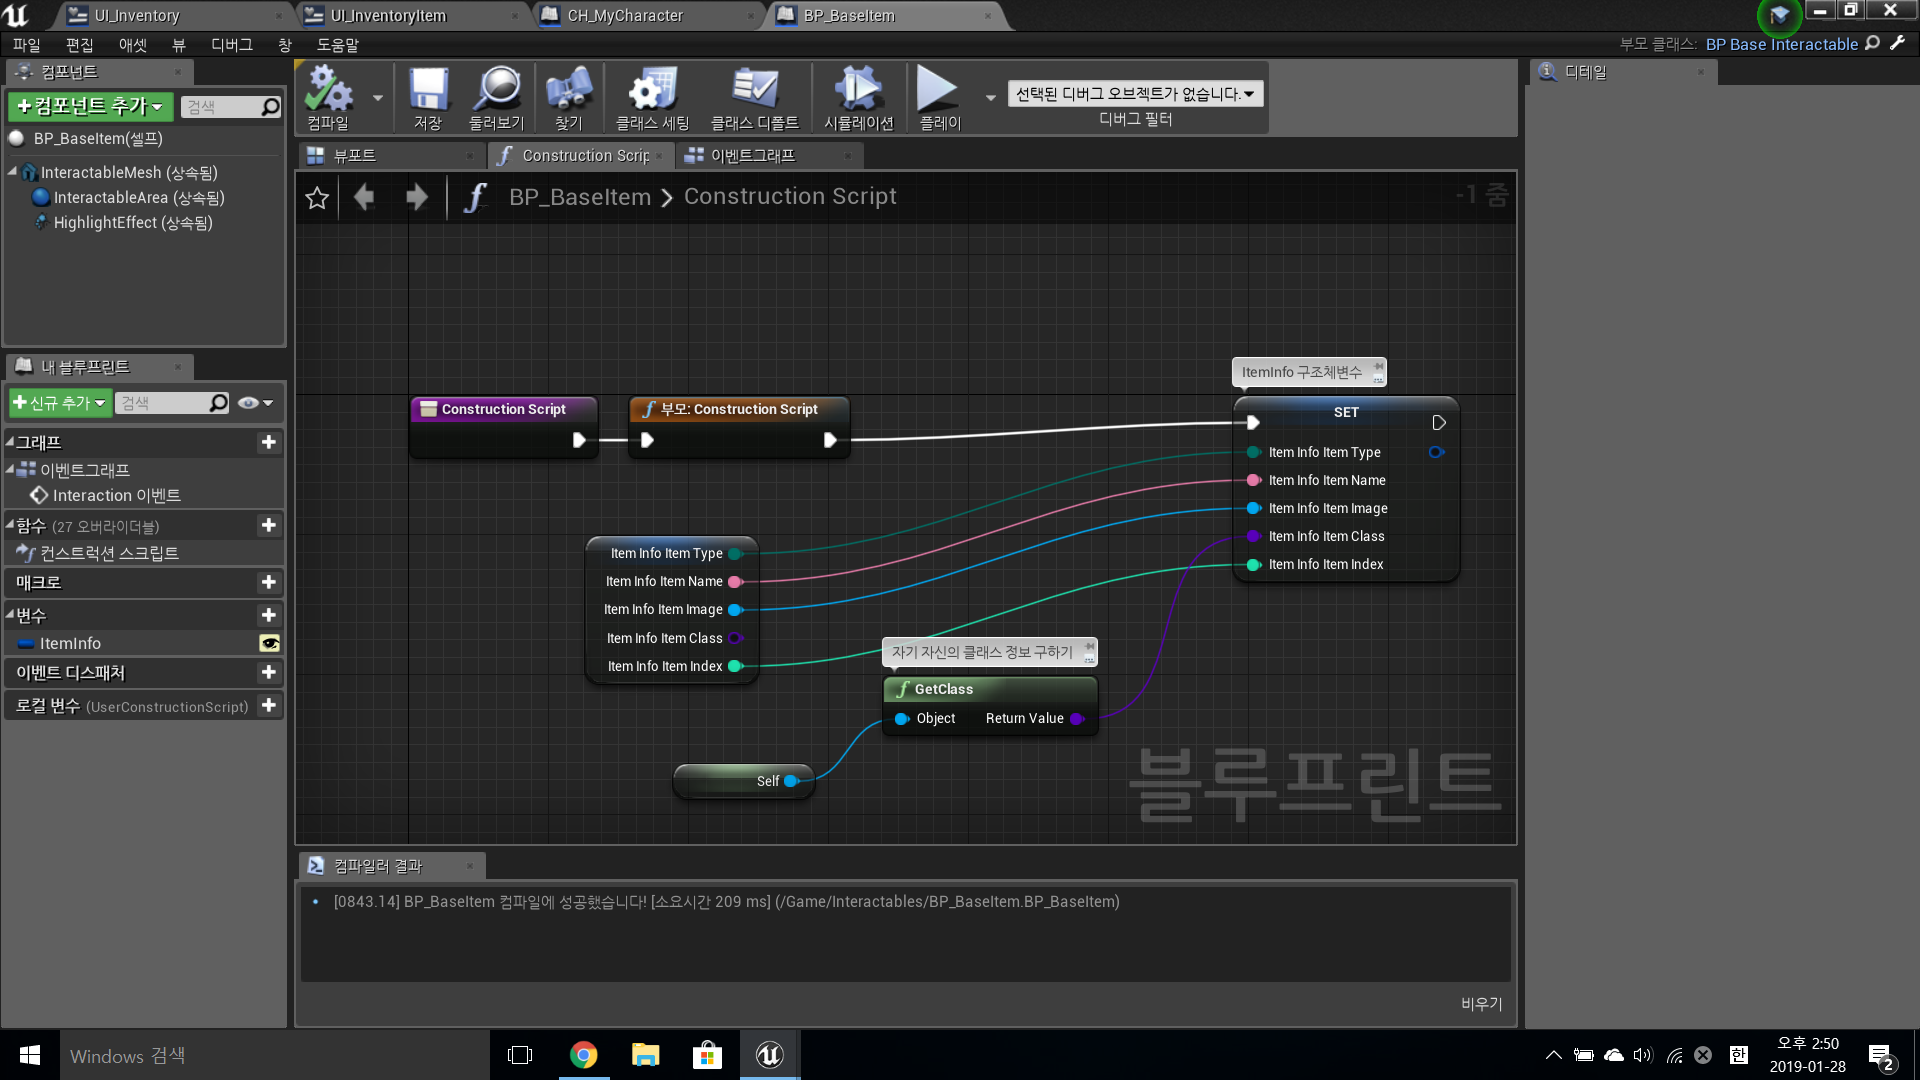 UI_Inventory
UI_InventoryItem
CH_MyCharacter
BP_BaseItem
파일 편집 애셋 뷰 디버그 창 도움말
부모 클래스: BP Base Interactable
컴포넌트
+컴포넌트 추가
검색
BP_BaseItem(셀프)
InteractableMesh (상속됨)
InteractableArea (상속됨)
HighlightEffect (상속됨)
내 블루프린트
+신규 추가
검색
그래프
이벤트그래프
Interaction 이벤트
함수 (27 오버라이더블)
컨스트럭션 스크립트
매크로
변수
ItemInfo
이벤트 디스패처
로컬 변수 (UserConstructionScript)
컴파일
저장
둘러보기
찾기
클래스 세팅
클래스 디폴트
시뮬레이션
플레이
선택된 디버그 오브젝트가 없습니다.
디버그 필터
뷰포트
Construction Scrip
이벤트그래프
BP_BaseItem > Construction Script
-1 줌
Construction Script
부모: Construction Script
ItemInfo 구조체변수
SET
Item Info Item Type
Item Info Item Name
Item Info Item Image
Item Info Item Class
Item Info Item Index
Item Info Item Type
Item Info Item Name
Item Info Item Image
Item Info Item Class
Item Info Item Index
자기 자신의 클래스 정보 구하기
GetClass
Object
Return Value
Self
블루프린트
컴파일러 결과
[0843.14] BP_BaseItem 컴파일에 성공했습니다! [소요시간 209 ms] (/Game/Interactables/BP_BaseItem.BP_BaseItem)
비우기
디테일
Windows 검색
한
오후 2:50
2019-01-28
2